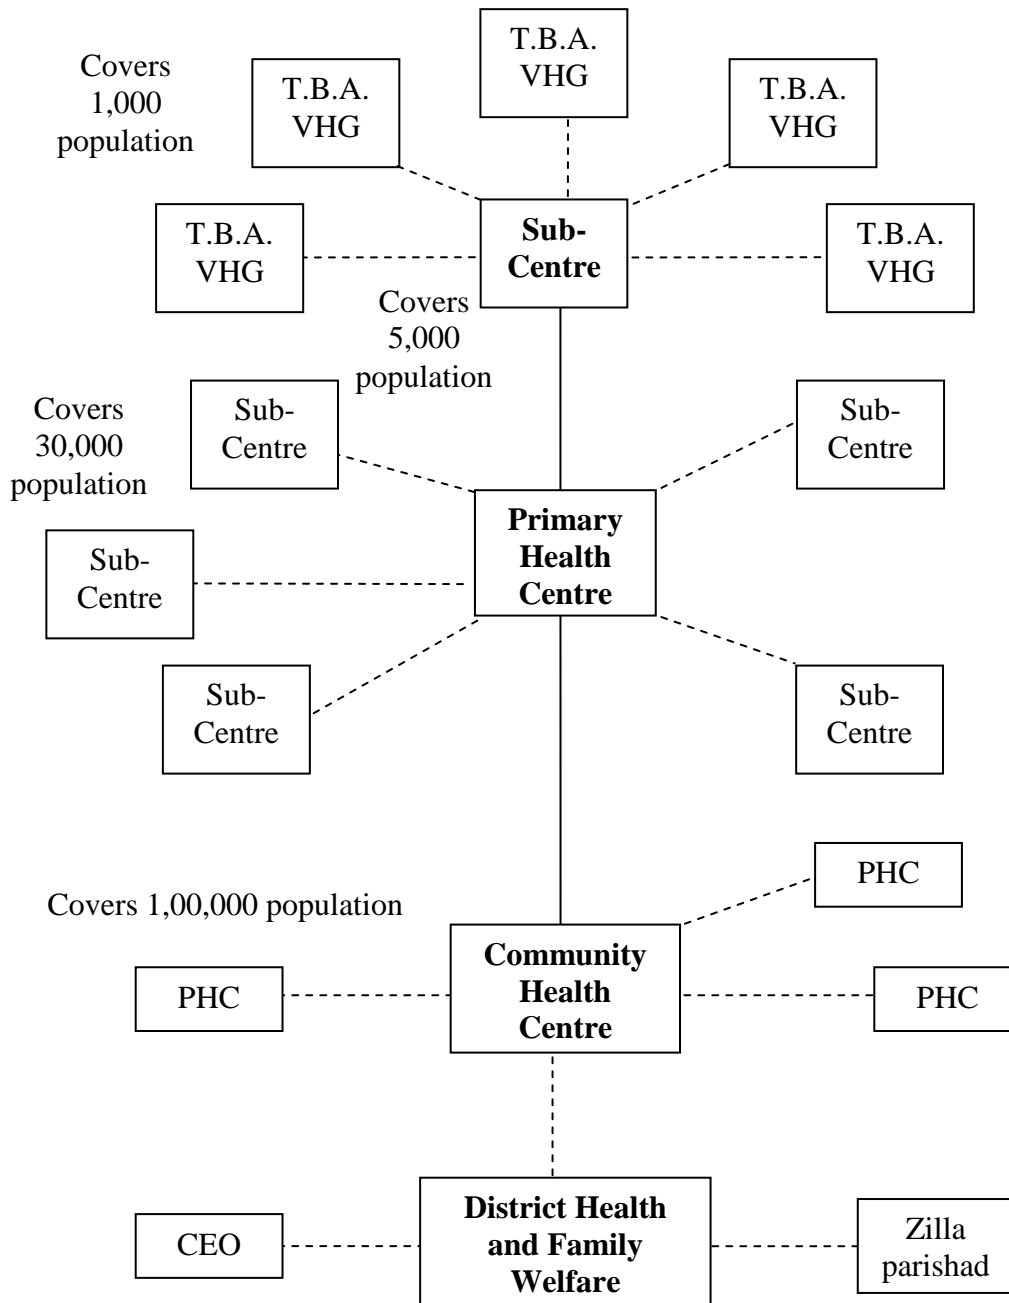 T.B.A.
VHG
Covers
1,000
population
T.B.A.
VHG
T.B.A.
VHG
T.B.A.
VHG
Sub-
Centre
T.B.A.
VHG
Covers
5,000
population
Covers
30,000
population
Sub-
Centre
Sub-
Centre
Primary
Health
Centre
Sub-
Centre
Sub-
Centre
Sub-
Centre
PHC
Covers 1,00,000 population
Community
Health
Centre
PHC
PHC
District Health
and Family
Welfare
CEO
Zilla
parishad